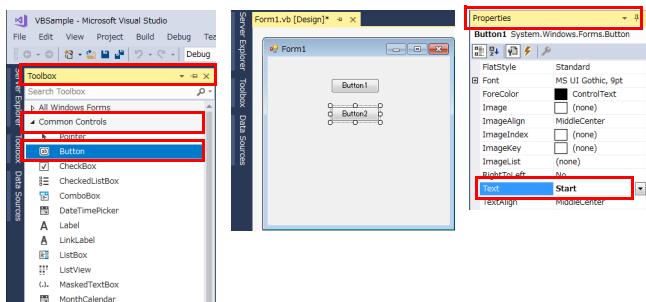 VBSample - Microsoft Visual Studio
File Edit View Project Build Debug Tea
Debug
Toolbox
Search Toolbox
All Windows Forms
Common Controls
Pointer
Button
CheckBox
CheckedListBox
ComboBox
DateTimePicker
Label
LinkLabel
ListBox
ListView
MaskedTextBox
MonthCalendar
Server Explorer
Toolbox
Data Sources
Form1.vb [Design]*
Server Explorer
Toolbox
Data Sources
Form1
Button1
Button2
Properties
Button1 System.Windows.Forms.Button
FlatStyle Standard
Font MS UI Gothic, 9pt
ForeColor ControlText
Image (none)
ImageAlign MiddleCenter
ImageIndex (none)
ImageKey (none)
ImageList (none)
RightToLeft No
Text Start
TextAlign MiddleCenter